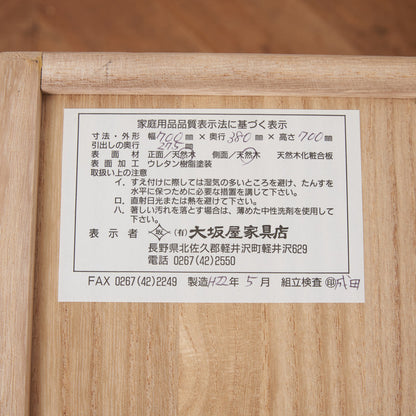 家庭用品品質表示法に基づく表示
寸法・外形 幅700mm×奥行380mm×高さ700mm
引出しの奥行 275mm
表面材 正面/天然木 側面/天然木 天然木化粧合板
表面加工 ウレタン樹脂塗装
取扱い上の注意
イ、すえ付けに際しては湿気の多いところを避け、たんすを
水平に保つために必要な措置を講じて下さい。
ロ、直射日光または熱を避けて下さい。
ハ、著しい汚れを落とす場合は、薄めた中性洗剤を使用して
下さい。
表示者 (有)大坂屋家具店
長野県北佐久郡軽井沢町軽井沢629
電話 0267(42)2550
FAX 0267(42)2249 製造H22年5月 組立検査 ㊞